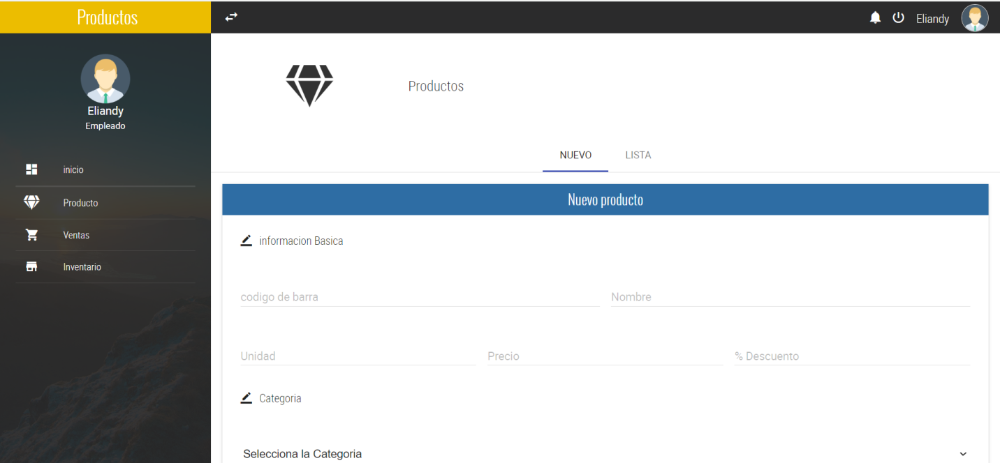 Productos
Eliandy
Eliandy
Empleado
inicio
Producto
Ventas
Inventario
Productos
NUEVO LISTA
Nuevo producto
informacion Basica
codigo de barra Nombre
Unidad Precio % Descuento
Categoria
Selecciona la Categoria